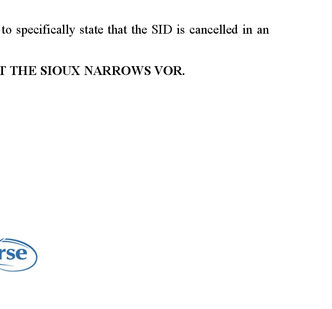 to specifically state that the SID is cancelled in an
T THE SIOUX NARROWS VOR.
rse